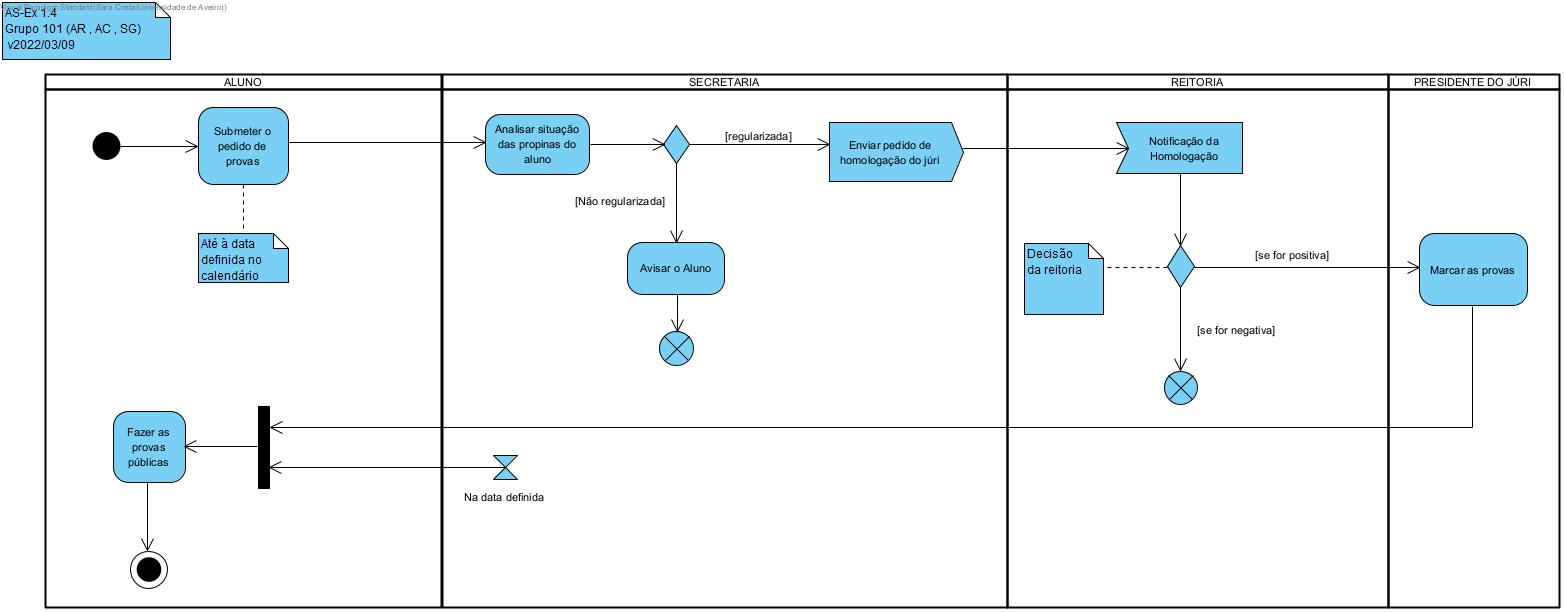 Visual Paradigm Standard(Sara Costa(Universidade de Aveiro))
AS-Ex 1.4
Grupo 101 (AR , AC , SG)
v2022/03/09
ALUNO
SECRETARIA
REITORIA
PRESIDENTE DO JÚRI
Submeter o
pedido de
provas
Analisar situação
das propinas do
aluno
[regularizada]
Enviar pedido de
homologação do júri
Notificação da
Homologação
[Não regularizada]
Até à data
definida no
calendário
Avisar o Aluno
Decisão
da reitoria
[se for positiva]
Marcar as provas
[se for negativa]
Fazer as
provas
públicas
Na data definida